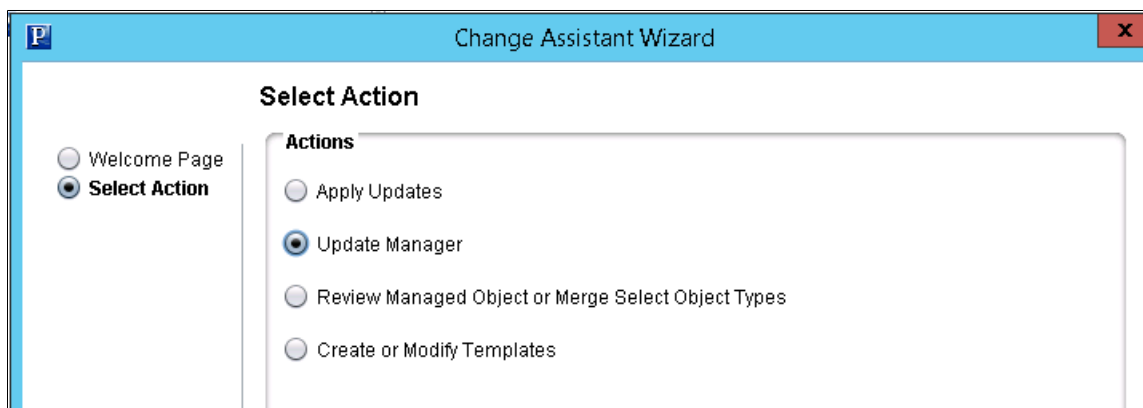 P
Change Assistant Wizard
x
Select Action
Welcome Page
Select Action
Actions
Apply Updates
Update Manager
Review Managed Object or Merge Select Object Types
Create or Modify Templates